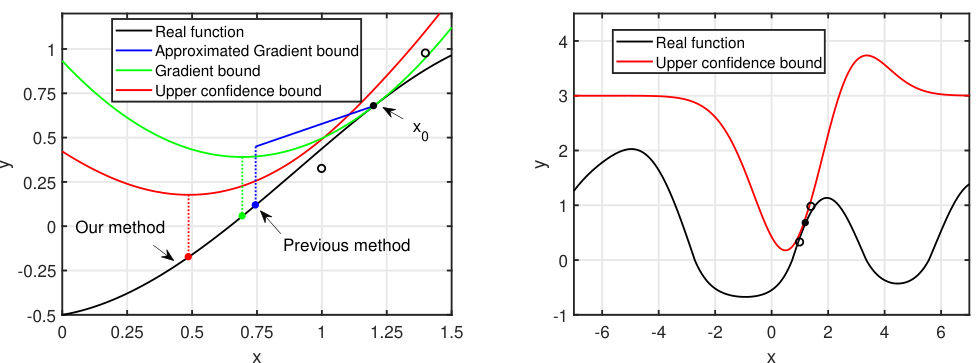 Real function
Approximated Gradient bound
Gradient bound
Upper confidence bound
1
0.75
0.5
0.25
0
-0.25
-0.5
y
x0
Our method
Previous method
0 0.25 0.5 0.75 1 1.25 1.5
x
Real function
Upper confidence bound
4
3
2
1
0
-1
y
-6 -4 -2 0 2 4 6
x